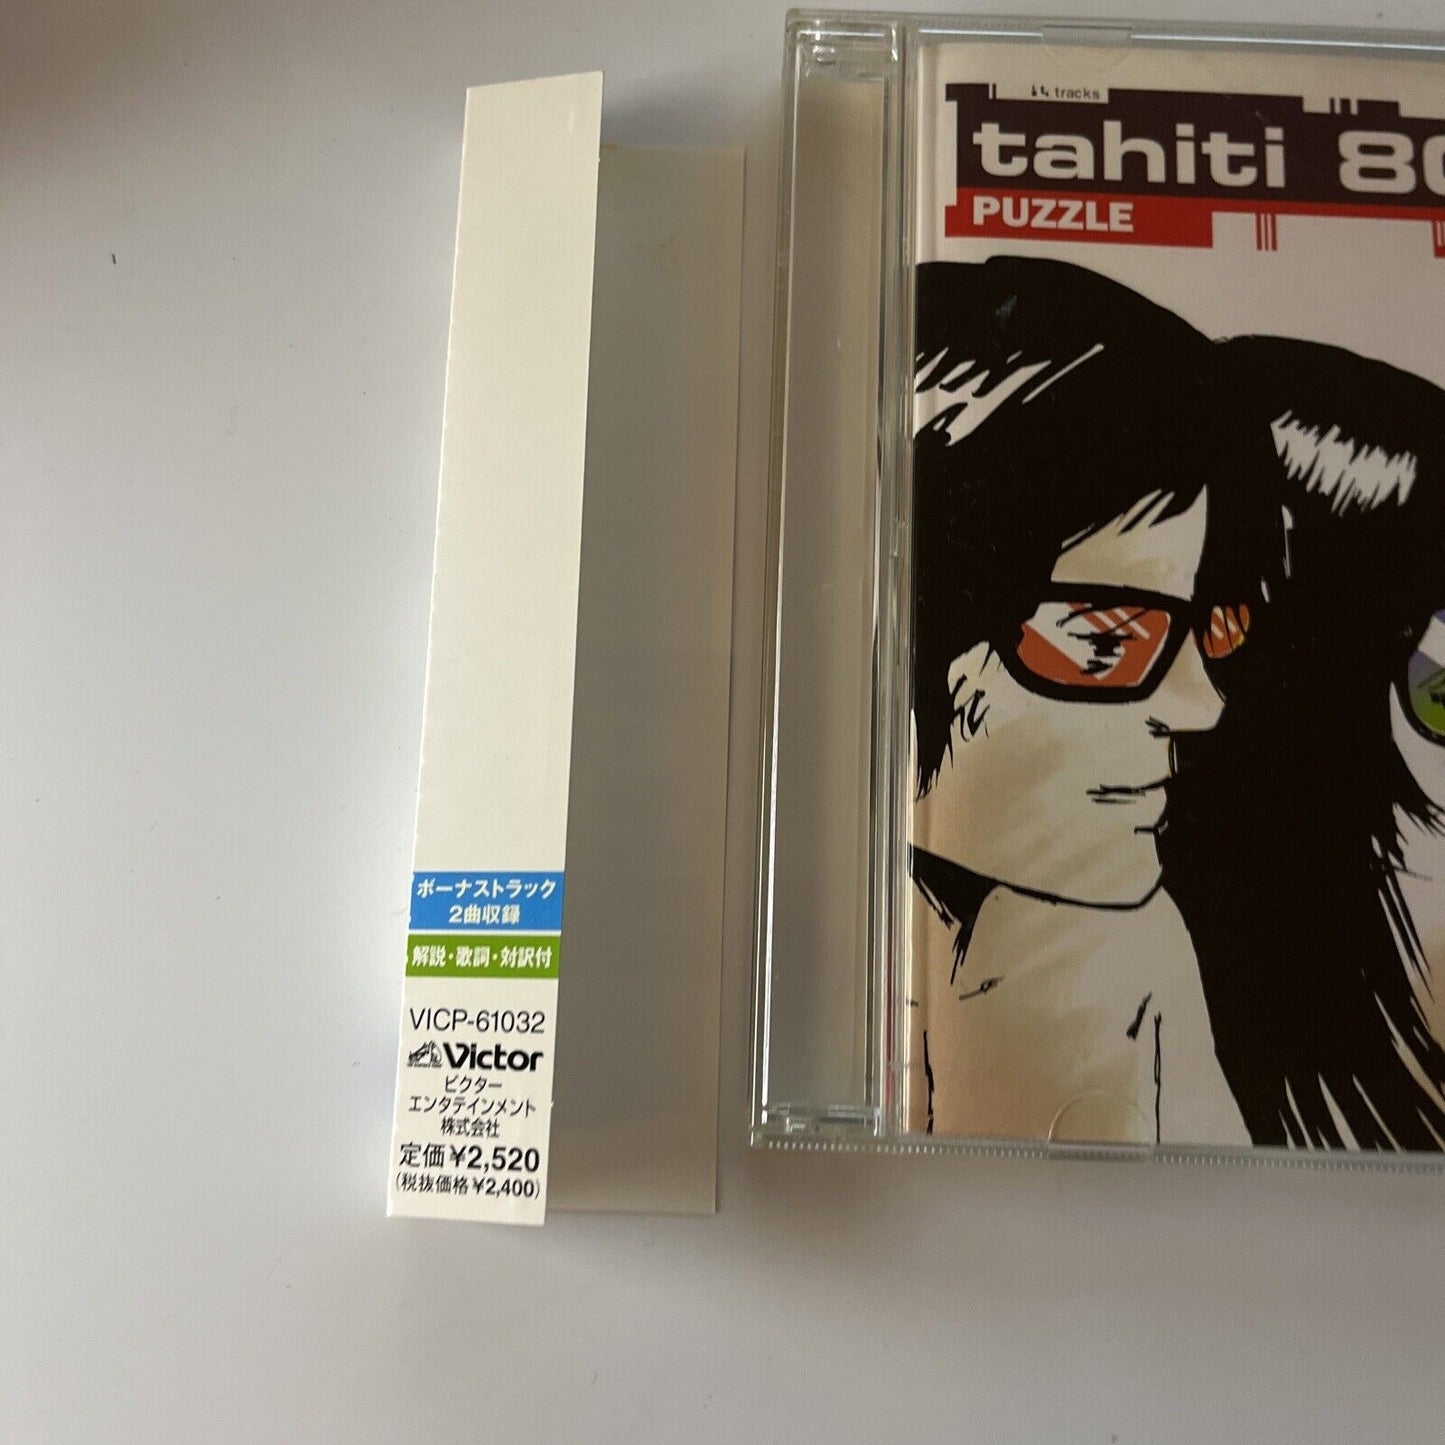 ボーナストラック
2曲収録
解説・歌詞・対訳付
VICP-61032
Victor
ビクター
エンタテインメント
株式会社
定価¥2,520
(税抜価格¥2,400)
14 tracks
tahiti 80
PUZZLE